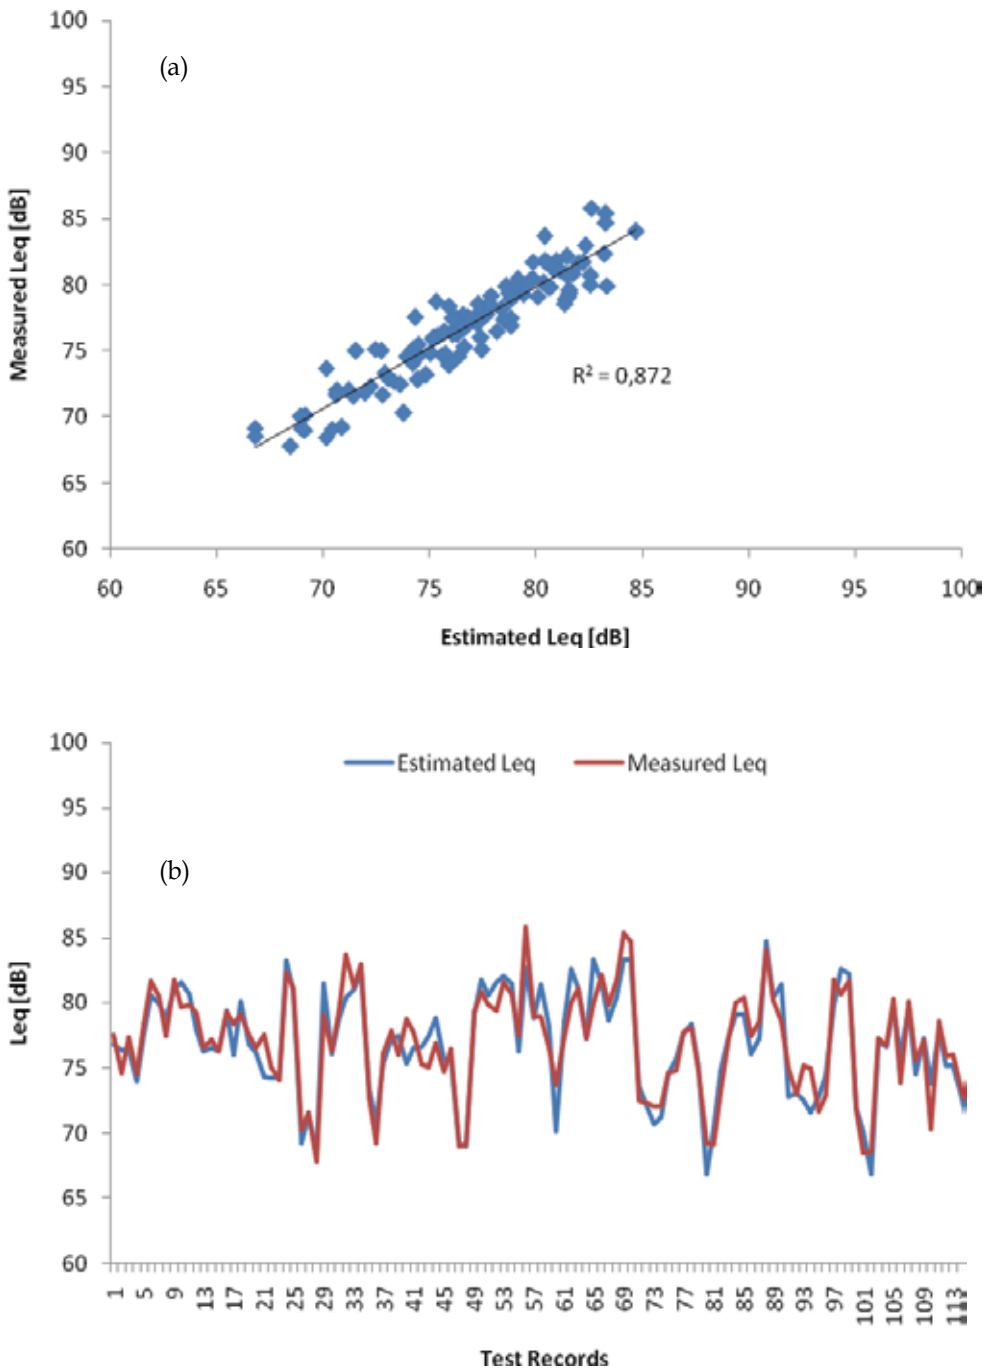 100
(a)
95
90
85
80
75
70
65
60
Measured Leq [dB]
R² = 0,872
60 65 70 75 80 85 90 95 100
Estimated Leq [dB]
100
Estimated Leq Measured Leq
95
90
(b)
85
80
75
70
65
60
Leq [dB]
1 5 9 13 17 21 25 29 33 37 41 45 49 53 57 61 65 69 73 77 81 85 89 93 97 101 105 109 113
Test Records